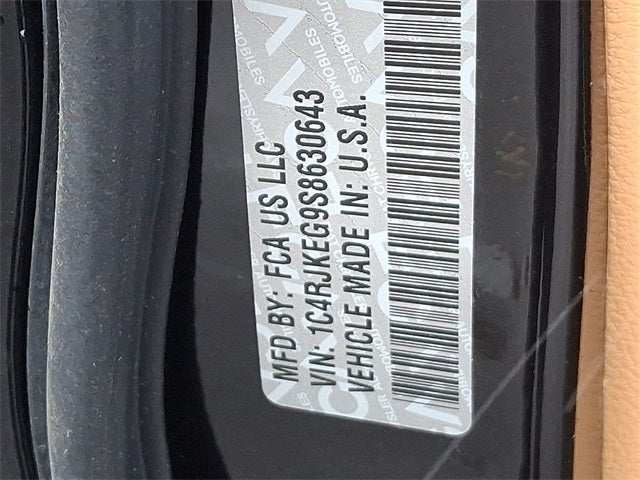 MFD BY: FCA US LLC
VIN: 1C4RJKEG9S8630643
VEHICLE MADE IN: U.S.A.